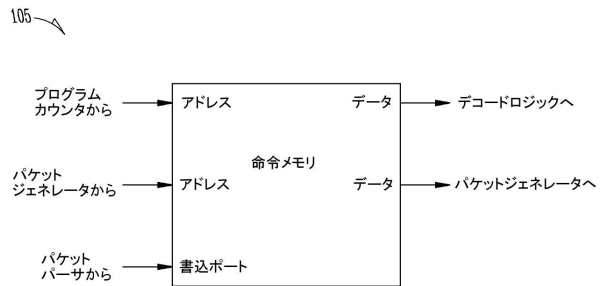 105
プログラム
カウンタから
アドレス
データ
デコードロジックへ
命令メモリ
パケット
ジェネレータから
アドレス
データ
パケットジェネレータへ
パケット
パーサから
書込ポート